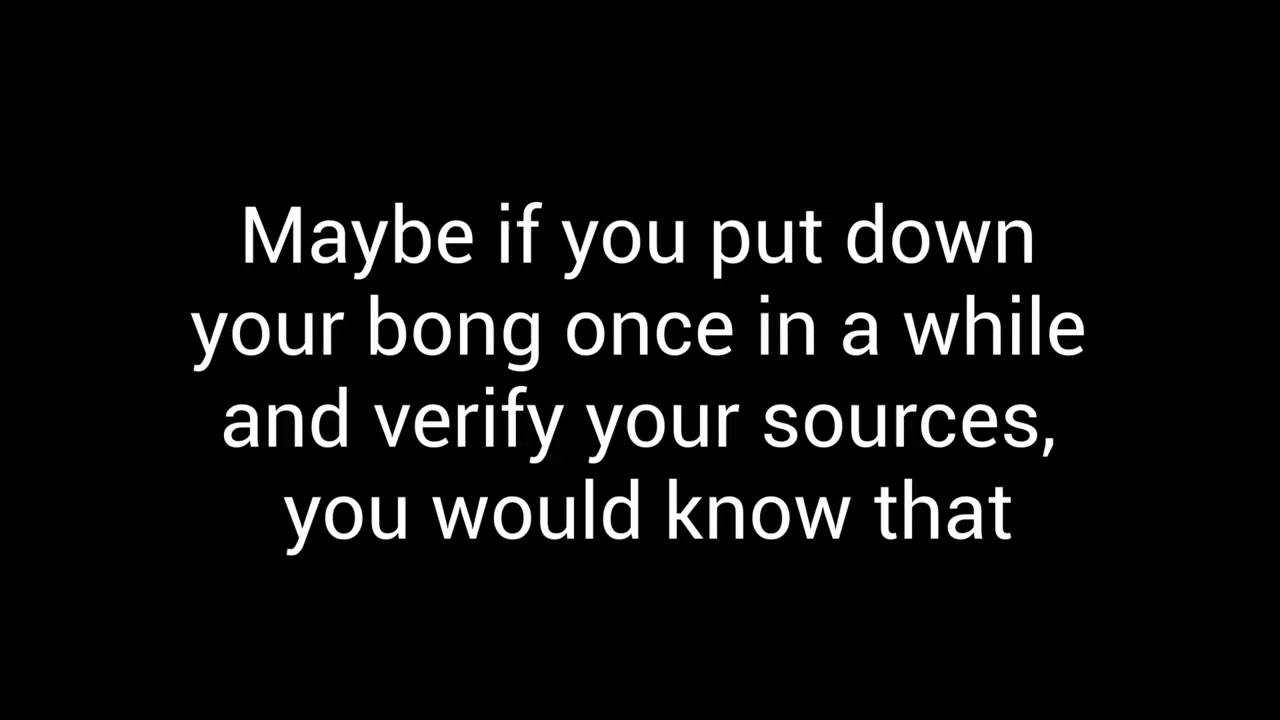 Maybe if you put down
your bong once in a while
and verify your sources,
you would know that